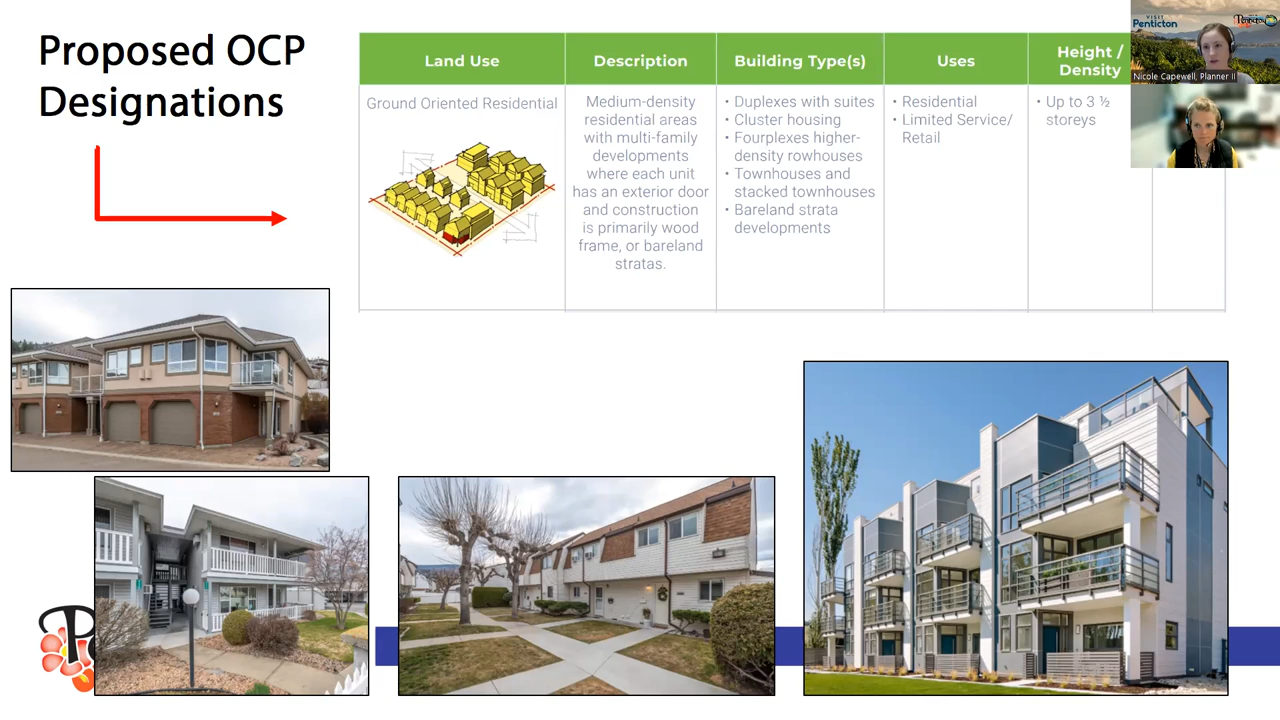 Proposed OCP
Designations
Land Use
Description
Building Type(s)
Uses
Height /
Density
Ground Oriented Residential
Medium-density
residential areas
with multi-family
developments
where each unit
has an exterior door
and construction
is primarily wood
frame, or bareland
stratas.
• Duplexes with suites
• Cluster housing
• Fourplexes higher-
density rowhouses
• Townhouses and
stacked townhouses
• Bareland strata
developments
• Residential
• Limited Service/
Retail
• Up to 3 ½
storeys
VISIT
Penticton
Penticton
Nicole Capewell, Planner II